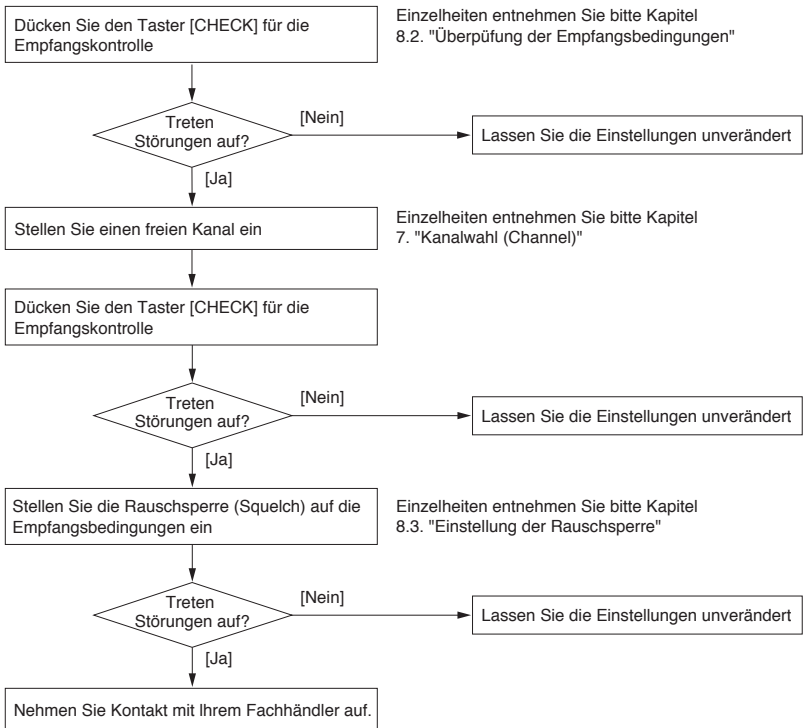 Dücken Sie den Taster [CHECK] für die
Empfangskontrolle
Einzelheiten entnehmen Sie bitte Kapitel
8.2. "Überpüfung der Empfangsbedingungen"
Treten
Störungen auf?
[Nein]
Lassen Sie die Einstellungen unverändert
[Ja]
Stellen Sie einen freien Kanal ein
Einzelheiten entnehmen Sie bitte Kapitel
7. "Kanalwahl (Channel)"
Dücken Sie den Taster [CHECK] für die
Empfangskontrolle
Treten
Störungen auf?
[Nein]
Lassen Sie die Einstellungen unverändert
[Ja]
Stellen Sie die Rauschsperre (Squelch) auf die
Empfangsbedingungen ein
Einzelheiten entnehmen Sie bitte Kapitel
8.3. "Einstellung der Rauschsperre"
Treten
Störungen auf?
[Nein]
Lassen Sie die Einstellungen unverändert
[Ja]
Nehmen Sie Kontakt mit Ihrem Fachhändler auf.